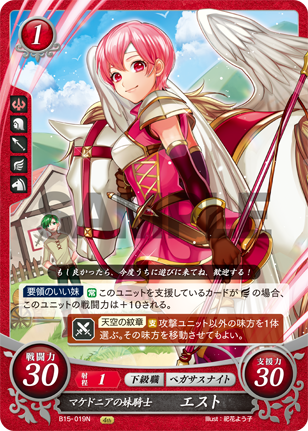 1
SAMPLE
もし良かったら、今度うちに遊びに来てね、歓迎する!
要領のいい妹 常 このユニットを支援しているカードが の場合、
このユニットの戦闘力は+10される。
天空の紋章 攻撃ユニット以外の味方を1体
選ぶ。その味方を移動させてもよい。
戦闘力
30
射程 1
下級職
ペガサスナイト
支援力
30
マケドニアの妹騎士
エスト
B15-019N
Illust:紀花よう子